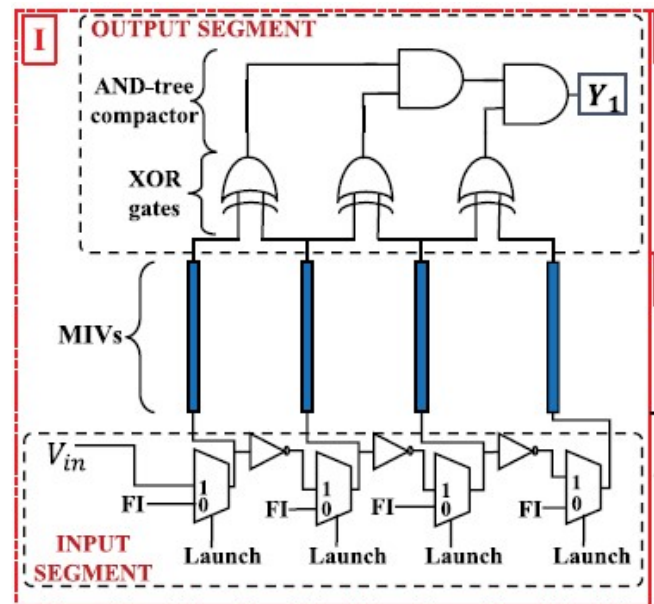 I
OUTPUT SEGMENT
AND-tree
compactor
Y1
XOR
gates
MIVs
Vin
1
0
FI
1
0
FI
1
0
FI
1
0
FI
Launch
Launch
Launch
Launch
INPUT
SEGMENT